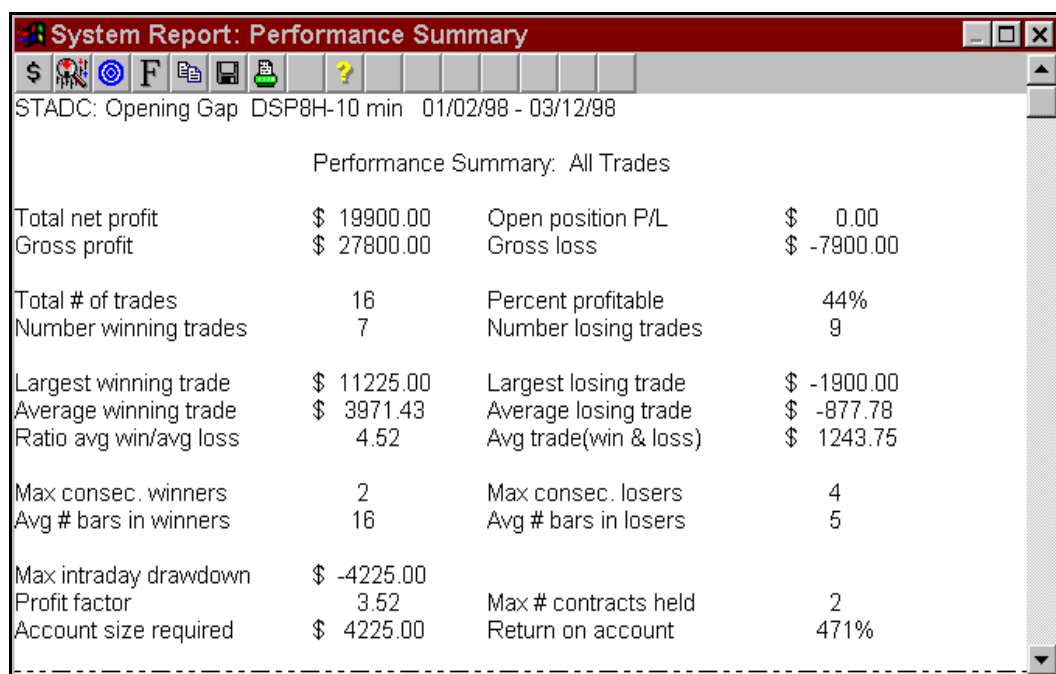 System Report: Performance Summary
$ F ?
STADC: Opening Gap DSP8H-10 min 01/02/98 - 03/12/98
Performance Summary: All Trades
Total net profit $ 19900.00 Open position P/L $ 0.00
Gross profit $ 27800.00 Gross loss $ -7900.00
Total # of trades 16 Percent profitable 44%
Number winning trades 7 Number losing trades 9
Largest winning trade $ 11225.00 Largest losing trade $ -1900.00
Average winning trade $ 3971.43 Average losing trade $ -877.78
Ratio avg win/avg loss 4.52 Avg trade(win & loss) $ 1243.75
Max consec. winners 2 Max consec. losers 4
Avg # bars in winners 16 Avg # bars in losers 5
Max intraday drawdown $ -4225.00
Profit factor 3.52 Max # contracts held 2
Account size required $ 4225.00 Return on account 471%